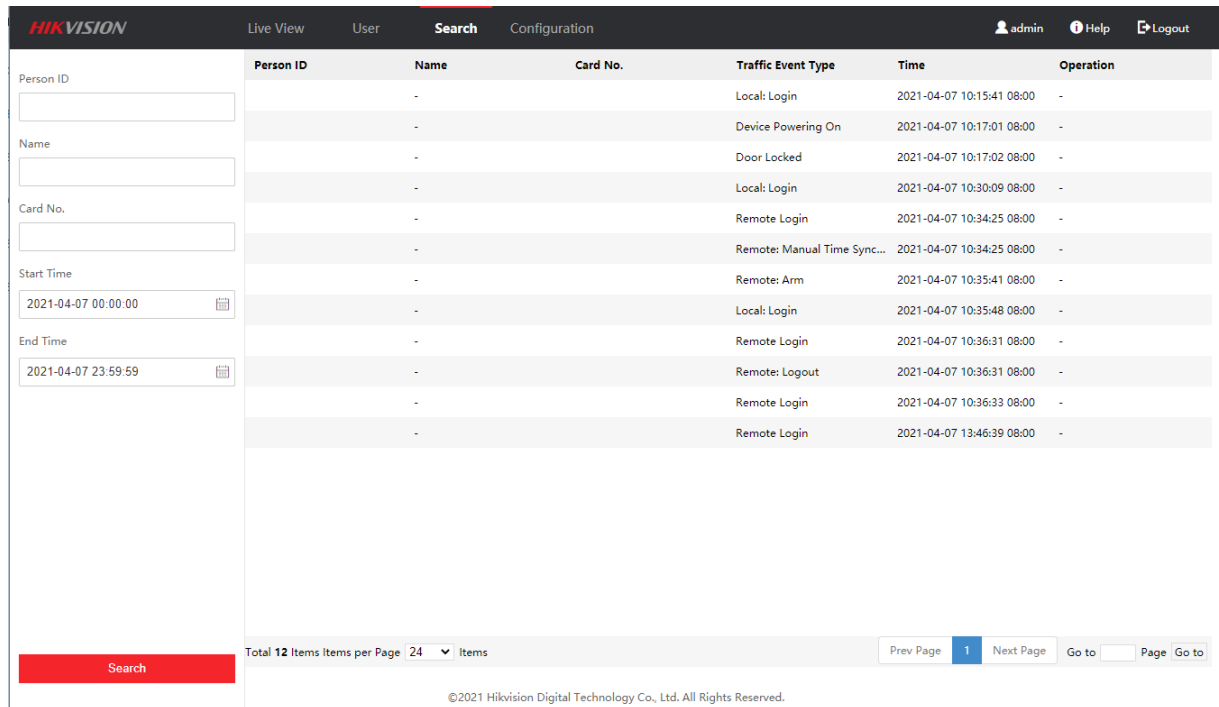 HIKVISION Live View User Search Configuration admin Help Logout
Person ID
Name
Card No.
Start Time
2021-04-07 00:00:00
End Time
2021-04-07 23:59:59
Search
Person ID Name Card No. Traffic Event Type Time Operation
- Local: Login 2021-04-07 10:15:41 08:00 -
- Device Powering On 2021-04-07 10:17:01 08:00 -
- Door Locked 2021-04-07 10:17:02 08:00 -
- Local: Login 2021-04-07 10:30:09 08:00 -
- Remote Login 2021-04-07 10:34:25 08:00 -
- Remote: Manual Time Sync... 2021-04-07 10:34:25 08:00 -
- Remote: Arm 2021-04-07 10:35:41 08:00 -
- Local: Login 2021-04-07 10:35:48 08:00 -
- Remote Login 2021-04-07 10:36:31 08:00 -
- Remote: Logout 2021-04-07 10:36:31 08:00 -
- Remote Login 2021-04-07 10:36:33 08:00 -
- Remote Login 2021-04-07 13:46:39 08:00 -
Total 12 Items Items per Page 24 Items Prev Page 1 Next Page Go to Page Go to
©2021 Hikvision Digital Technology Co., Ltd. All Rights Reserved.